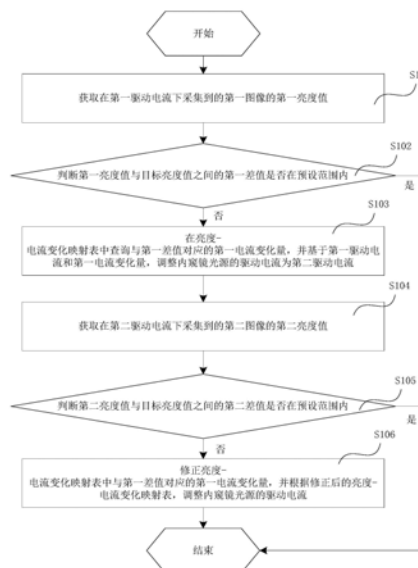 开始
S1
获取在第一驱动电流下采集到的第一图像的第一亮度值
S102
判断第一亮度值与目标亮度值之间的第一差值是否在预设范围内
是
否
S103
在亮度-
电流变化映射表中查询与第一差值对应的第一电流变化量，并基于第一驱动电
流和第一电流变化量，调整内窥镜光源的驱动电流为第二驱动电流
S104
获取在第二驱动电流下采集到的第二图像的第二亮度值
S105
判断第二亮度值与目标亮度值之间的第二差值是否在预设范围内
是
否
S106
修正亮度-
电流变化映射表中与第一差值对应的第一电流变化量，并根据修正后的亮度-
电流变化映射表，调整内窥镜光源的驱动电流
结束